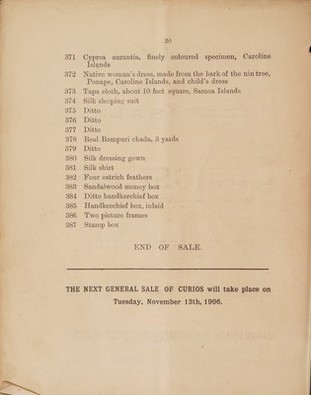 20
371 Cypræa aurantia, finely coloured specimen, Caroline
Islands
372 Native woman's dress, made from the bark of the nin tree,
Ponape, Caroline Islands, and child's dress
373 Tapa cloth, about 10 feet square, Samoa Islands
374 Silk sleeping suit
375 Ditto
376 Ditto
377 Ditto
378 Real Rampuri chada, 3 yards
379 Ditto
380 Silk dressing gown
381 Silk shirt
382 Four ostrich feathers
383 Sandalwood money box
384 Ditto handkerchief box
385 Handkerchief box, inlaid
386 Two picture frames
387 Stamp box
END OF SALE.
THE NEXT GENERAL SALE OF CURIOS will take place on
Tuesday, November 13th, 1906.